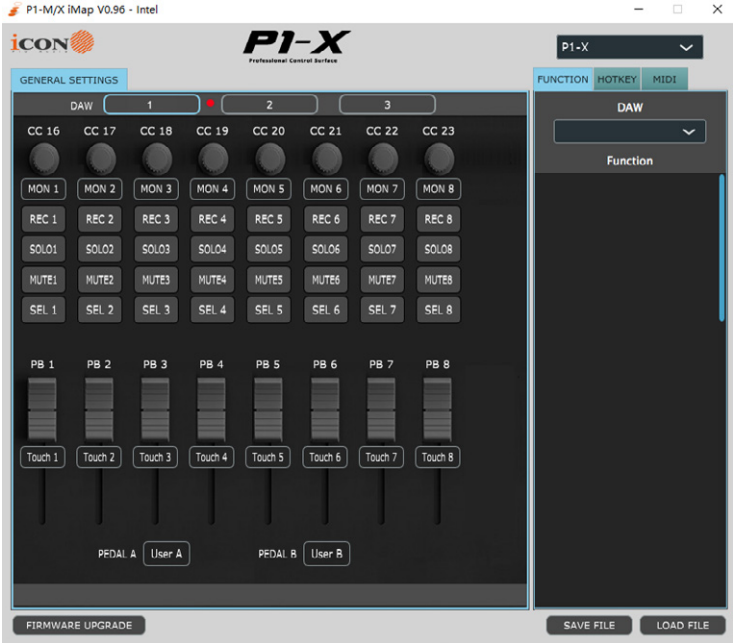 P1-M/X iMap V0.96 - Intel
iCON
P1-X
Professional Control Surface
P1-X
GENERAL SETTINGS
FUNCTION HOTKEY MIDI
DAW 1 2 3
DAW
Function
CC 16 CC 17 CC 18 CC 19 CC 20 CC 21 CC 22 CC 23
MON 1 MON 2 MON 3 MON 4 MON 5 MON 6 MON 7 MON 8
REC 1 REC 2 REC 3 REC 4 REC 5 REC 6 REC 7 REC 8
SOLO1 SOLO2 SOLO3 SOLO4 SOLO5 SOLO6 SOLO7 SOLO8
MUTE1 MUTE2 MUTE3 MUTE4 MUTE5 MUTE6 MUTE7 MUTE8
SEL 1 SEL 2 SEL 3 SEL 4 SEL 5 SEL 6 SEL 7 SEL 8
PB 1 PB 2 PB 3 PB 4 PB 5 PB 6 PB 7 PB 8
Touch 1 Touch 2 Touch 3 Touch 4 Touch 5 Touch 6 Touch 7 Touch 8
PEDAL A User A PEDAL B User B
FIRMWARE UPGRADE SAVE FILE LOAD FILE